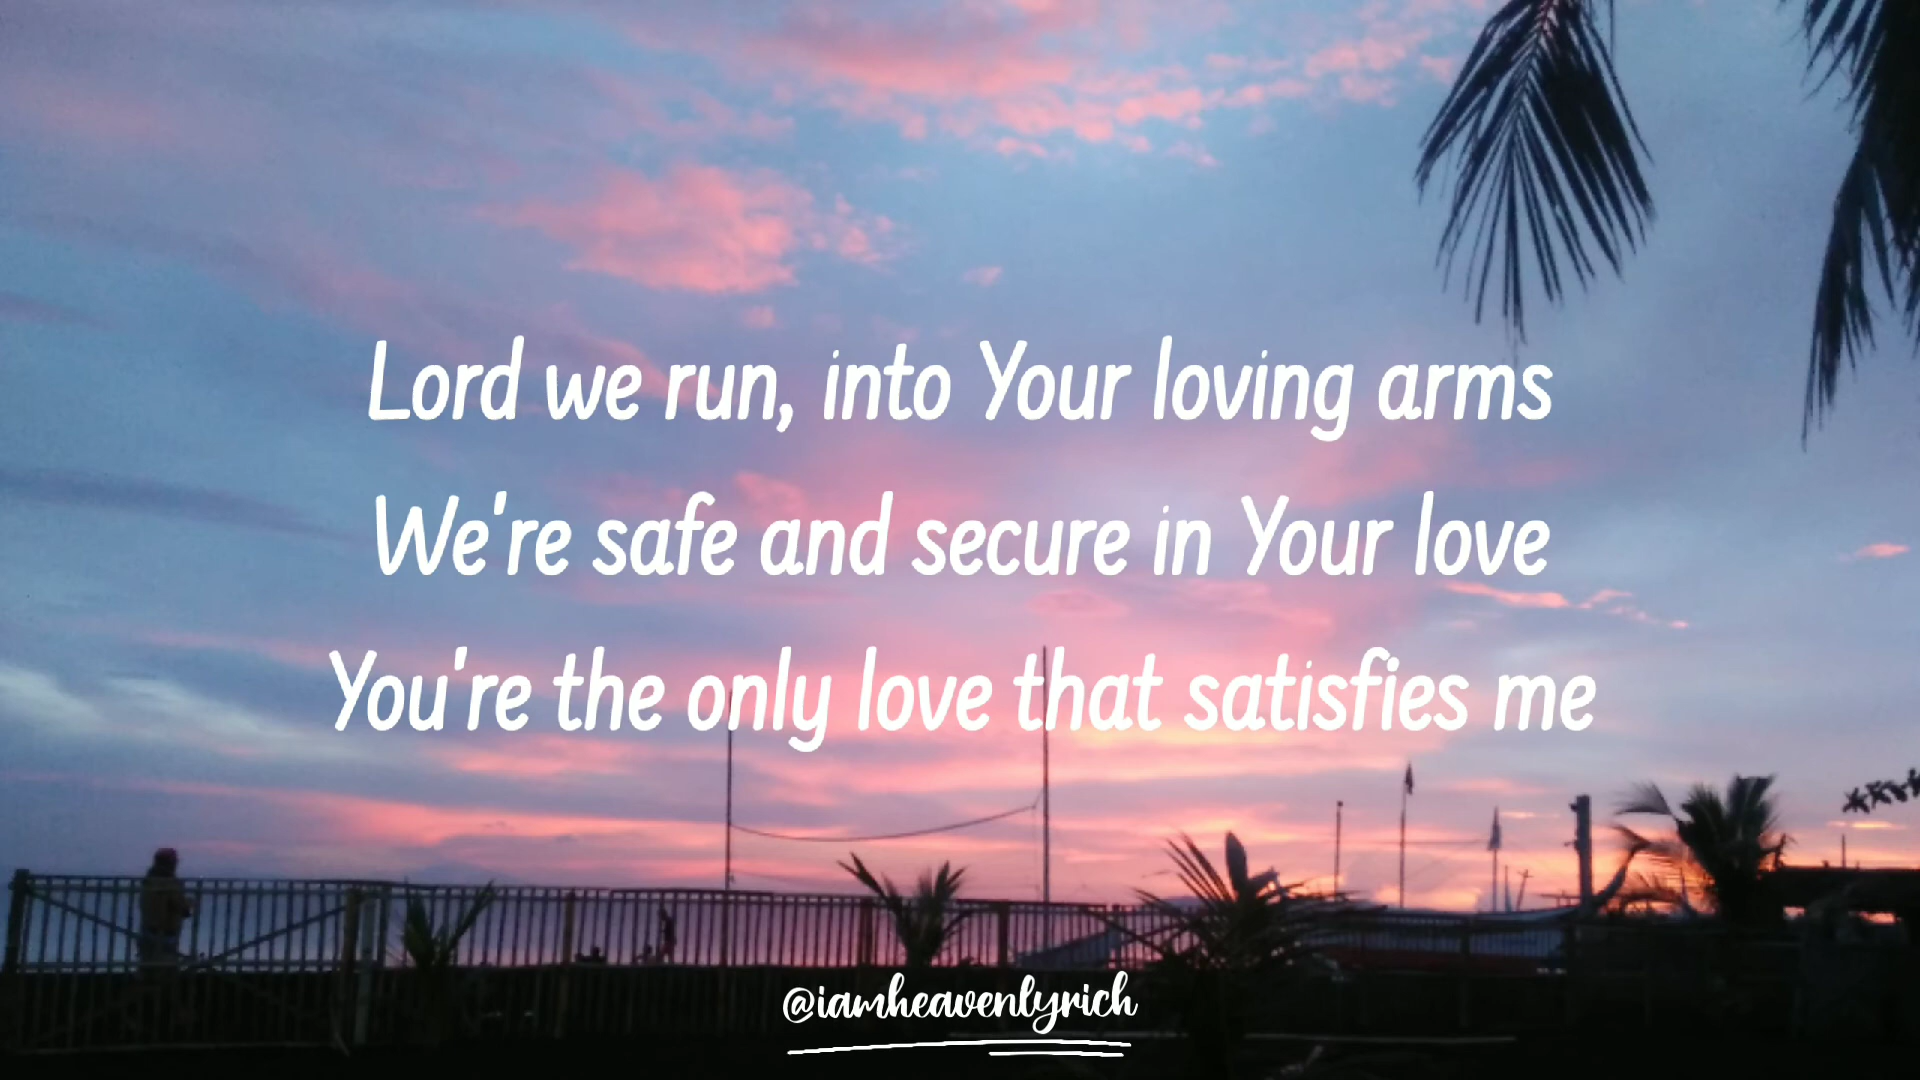 Lord we run, into Your loving arms
We're safe and secure in Your love
You're the only love that satisfies me
@iamheavenlyrich